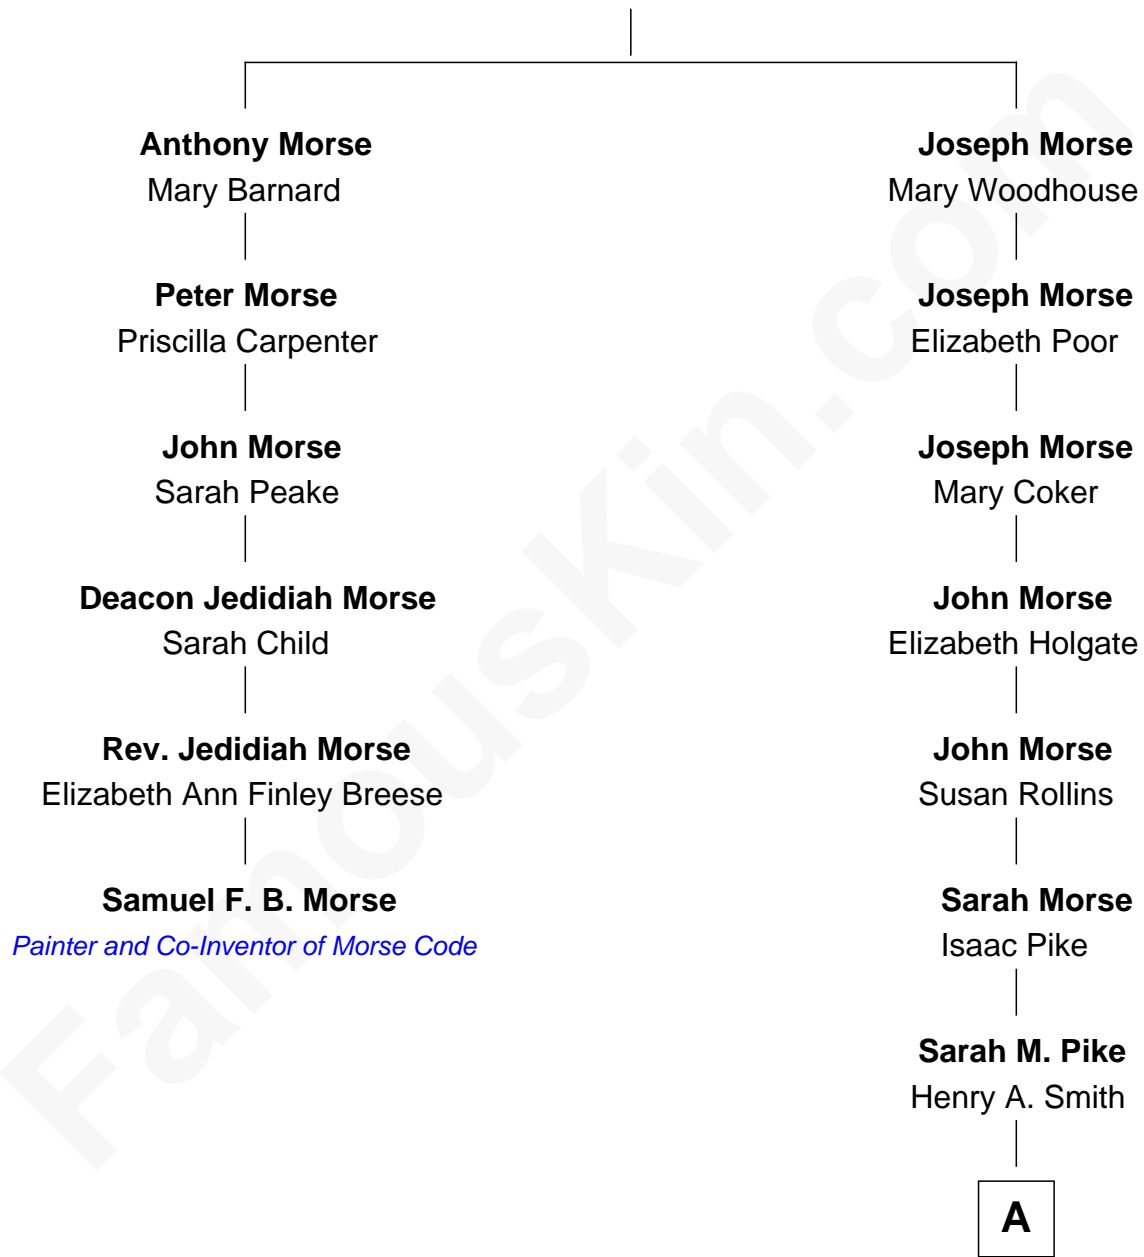 Anthony Morse
Mary Barnard
Peter Morse
Priscilla Carpenter
John Morse
Sarah Peake
Deacon Jedidiah Morse
Sarah Child
Rev. Jedidiah Morse
Elizabeth Ann Finley Breese
Samuel F. B. Morse
Painter and Co-Inventor of Morse Code
Joseph Morse
Mary Woodhouse
Joseph Morse
Elizabeth Poor
Joseph Morse
Mary Coker
John Morse
Elizabeth Holgate
John Morse
Susan Rollins
Sarah Morse
Isaac Pike
Sarah M. Pike
Henry A. Smith
A
FamousKin.com